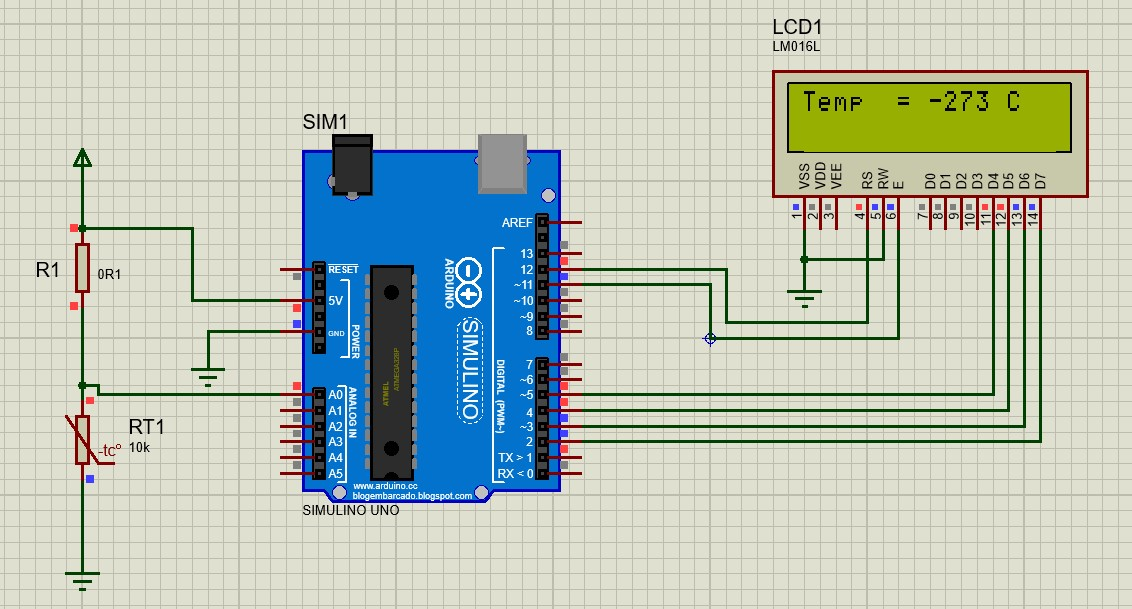 LCD1
LM016L
Temp  = -273 C
VSS
VDD
VEE
RS
RW
E
D0
D1
D2
D3
D4
D5
D6
D7
1
2
3
4
5
6
7
8
9
10
11
12
13
14
SIM1
AREF
RESET
5V
GND
POWER
A0
A1
A2
A3
A4
A5
ANALOG IN
ARDUINO
SIMULINO
ATMEL
ATMEGA328P
13
12
~11
~10
~9
8
7
~6
~5
4
~3
2
TX > 1
RX < 0
DIGITAL (PWM~)
www.arduino.cc
blogembarcado.blogspot.com
SIMULINO UNO
R1
0R1
RT1
10k
-tc°